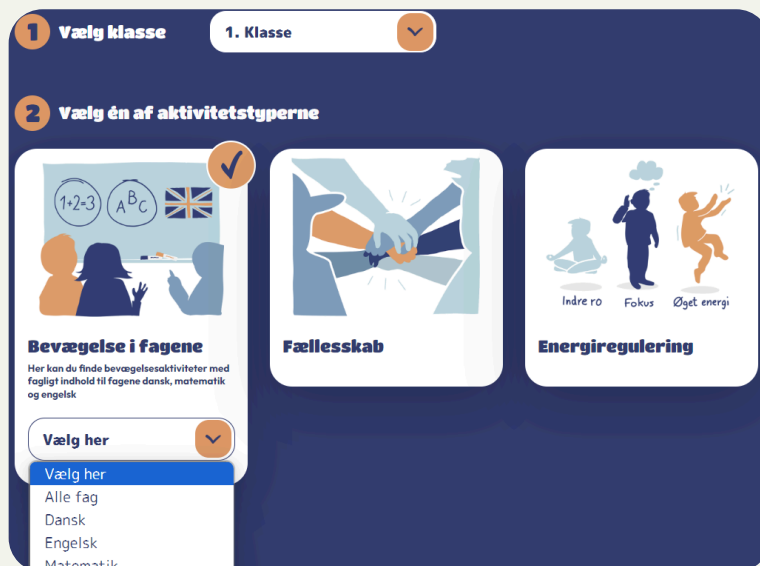 1 Vælg klasse
1. Klasse
2 Vælg én af aktivitetstyperne
1+2=3
A B C
Bevægelse i fagene
Her kan du finde bevægelsesaktiviteter med
fagligt indhold til fagene dansk, matematik
og engelsk
Vælg her
Vælg her
Alle fag
Dansk
Engelsk
Matematik
Fællesskab
Indre ro
Fokus
Øget energi
Energiregulering